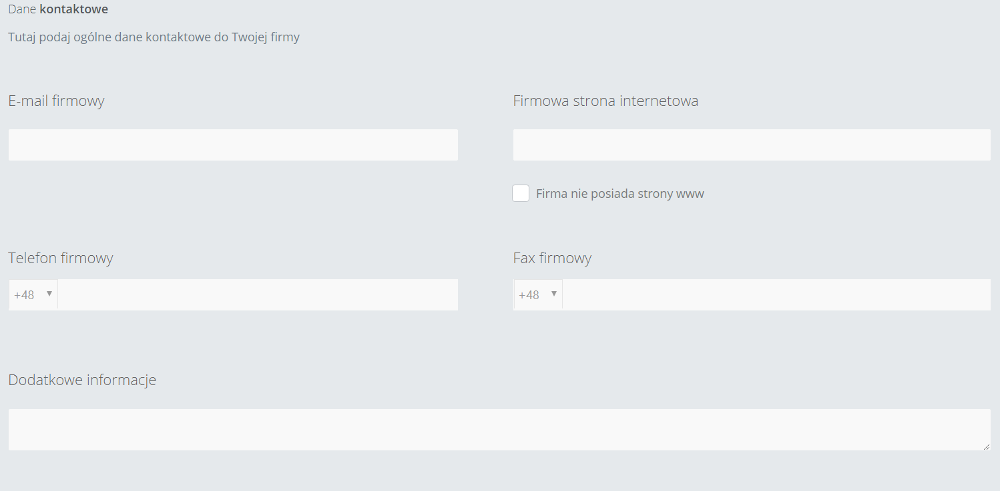 Dane kontaktowe
Tutaj podaj ogólne dane kontaktowe do Twojej firmy
E-mail firmowy
Firmowa strona internetowa
Firma nie posiada strony www
Telefon firmowy
Fax firmowy
+48
+48
Dodatkowe informacje